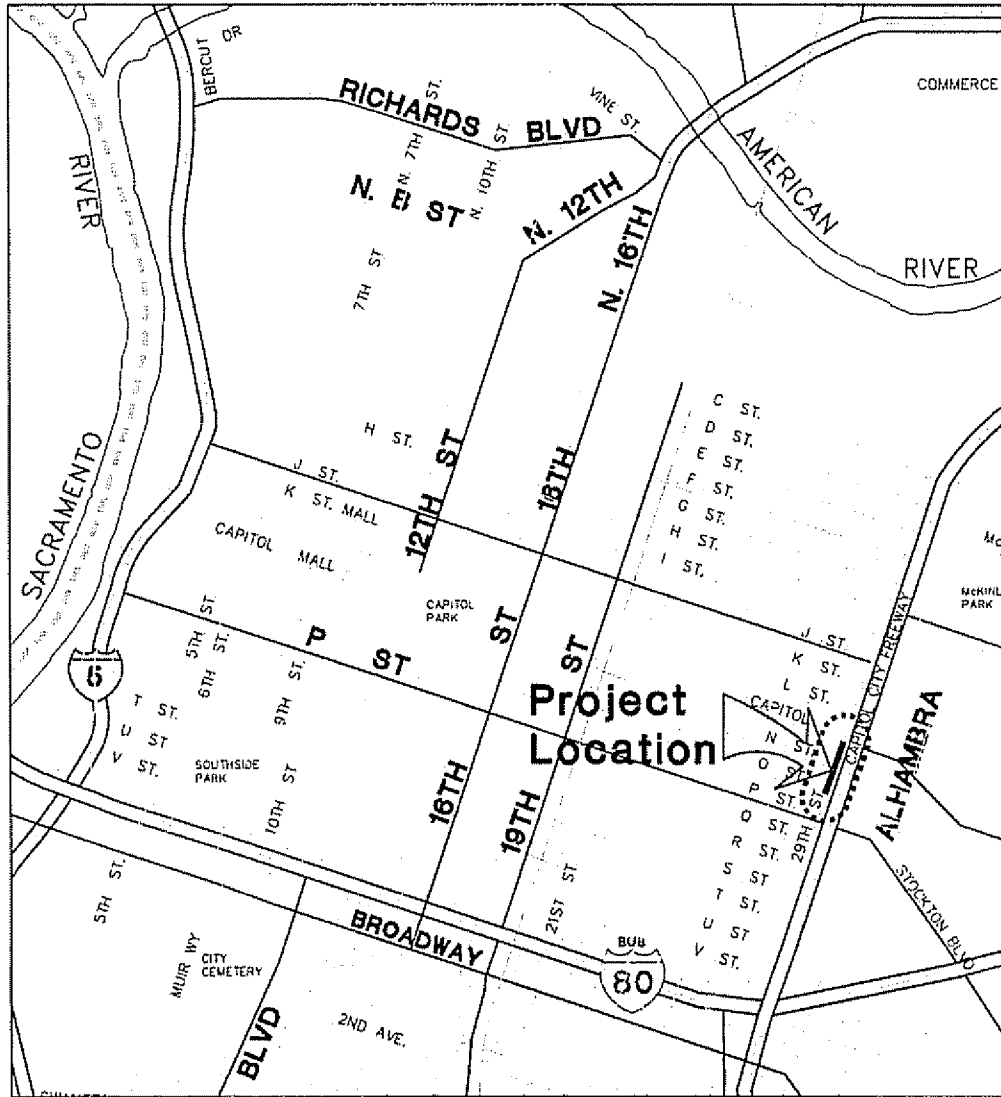 BERCUT DR
RICHARDS BLVD
VINE ST.
COMMERCE
N. 7TH ST.
N. 10TH ST.
N. B ST
N. 12TH
N. 16TH
AMERICAN
RIVER
RIVER
SACRAMENTO
7TH ST
H ST.
J ST.
K ST. MALL
CAPITOL MALL
12TH ST
16TH ST
CAPITOL
PARK
C ST.
D ST.
E ST.
F ST.
G ST.
H ST.
I ST.
McKINL
PARK
J ST.
K ST.
L ST.
CAPITOL
N ST.
O ST.
P ST.
Q ST.
R ST.
S ST
T ST.
U ST
V ST.
CAPITOL CITY FREEWAY
ALHAMBRA
29TH ST
Project
Location
P ST
5TH ST.
6TH ST.
9TH ST.
10TH ST
5
T ST.
U ST
V ST.
SOUTHSIDE
PARK
16TH
19TH ST
21ST ST
STOCKTON BLVD
BROADWAY
BUB
80
5TH ST.
MUIR WY
CITY
CEMETERY
BLVD
2ND AVE.